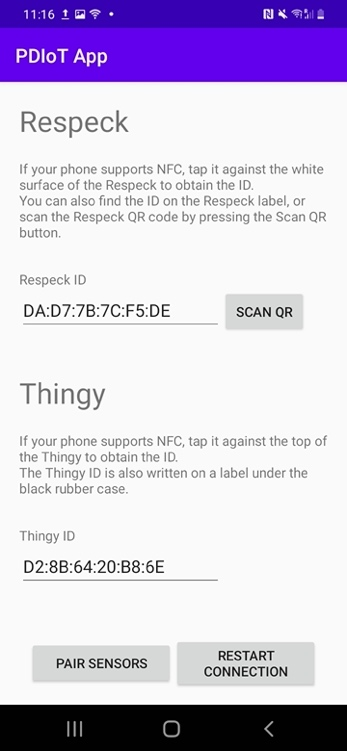 11:16
PDIoT App
Respeck
If your phone supports NFC, tap it against the white
surface of the Respeck to obtain the ID.
You can also find the ID on the Respeck label, or
scan the Respeck QR code by pressing the Scan QR
button.
Respeck ID
DA:D7:7B:7C:F5:DE
SCAN QR
Thingy
If your phone supports NFC, tap it against the top of
the Thingy to obtain the ID.
The Thingy ID is also written on a label under the
black rubber case.
Thingy ID
D2:8B:64:20:B8:6E
PAIR SENSORS
RESTART
CONNECTION